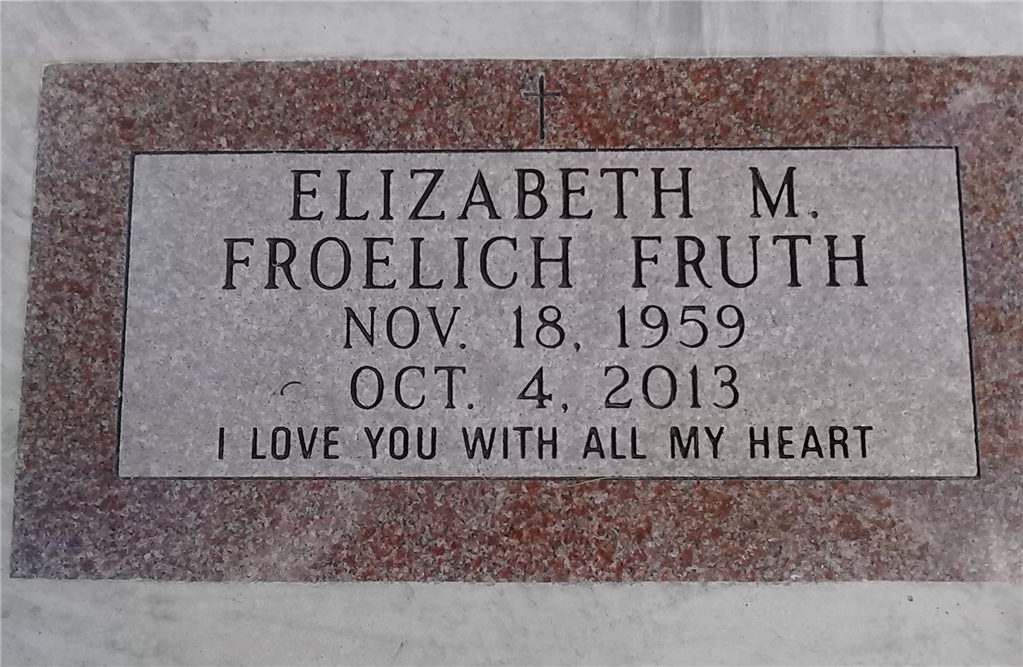 ELIZABETH M.
FROELICH FRUTH
NOV. 18, 1959
OCT. 4, 2013
I LOVE YOU WITH ALL MY HEART